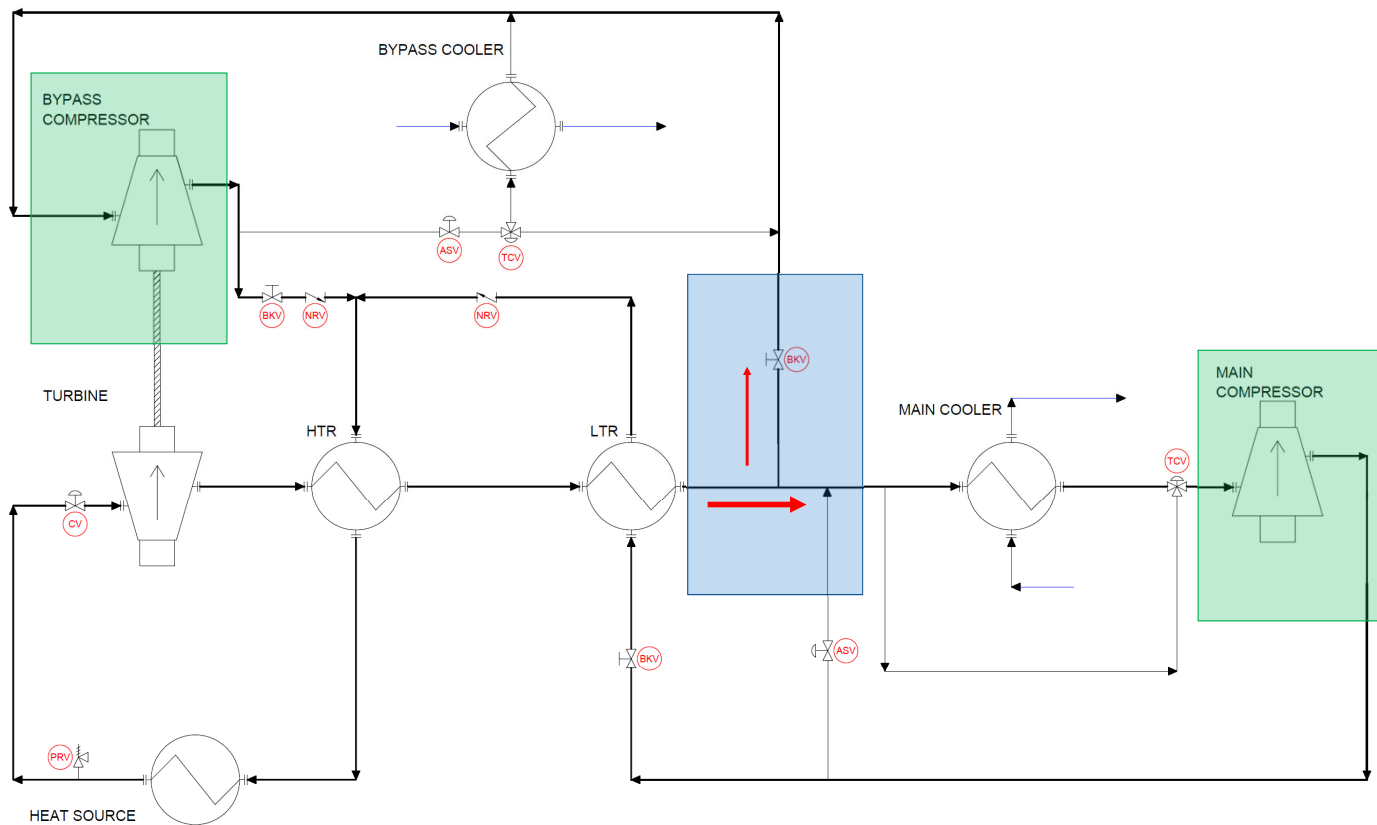 BYPASS COOLER
BYPASS
COMPRESSOR
ASV
TCV
BKV
NRV
NRV
BKV
MAIN
COMPRESSOR
TURBINE
MAIN COOLER
HTR
LTR
TCV
CV
BKV
ASV
PRV
HEAT SOURCE